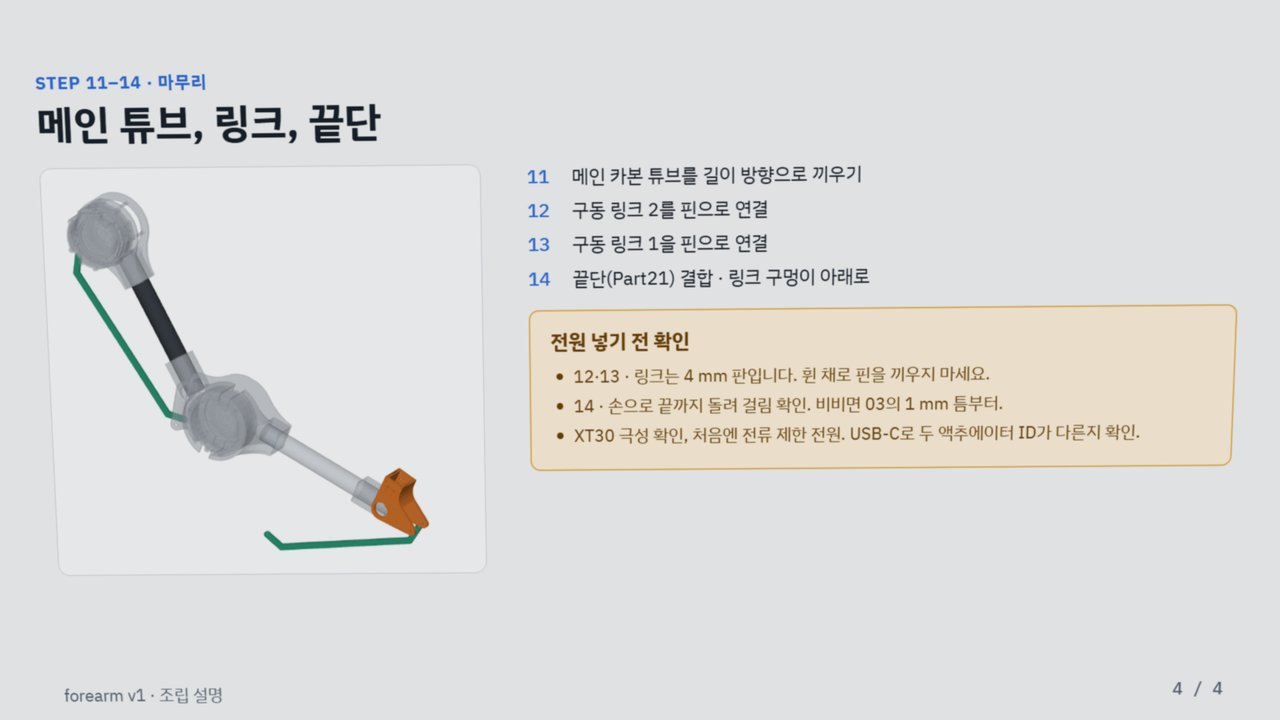 STEP 11–14 · 마무리
메인 튜브, 링크, 끝단
11 메인 카본 튜브를 길이 방향으로 끼우기
12 구동 링크 2를 핀으로 연결
13 구동 링크 1을 핀으로 연결
14 끝단(Part21) 결합 · 링크 구멍이 아래로
전원 넣기 전 확인
• 12·13 · 링크는 4 mm 판입니다. 휜 채로 핀을 끼우지 마세요.
• 14 · 손으로 끝까지 돌려 걸림 확인. 비비면 03의 1 mm 틈부터.
• XT30 극성 확인, 처음엔 전류 제한 전원. USB-C로 두 액추에이터 ID가 다른지 확인.
forearm v1 · 조립 설명
4 / 4